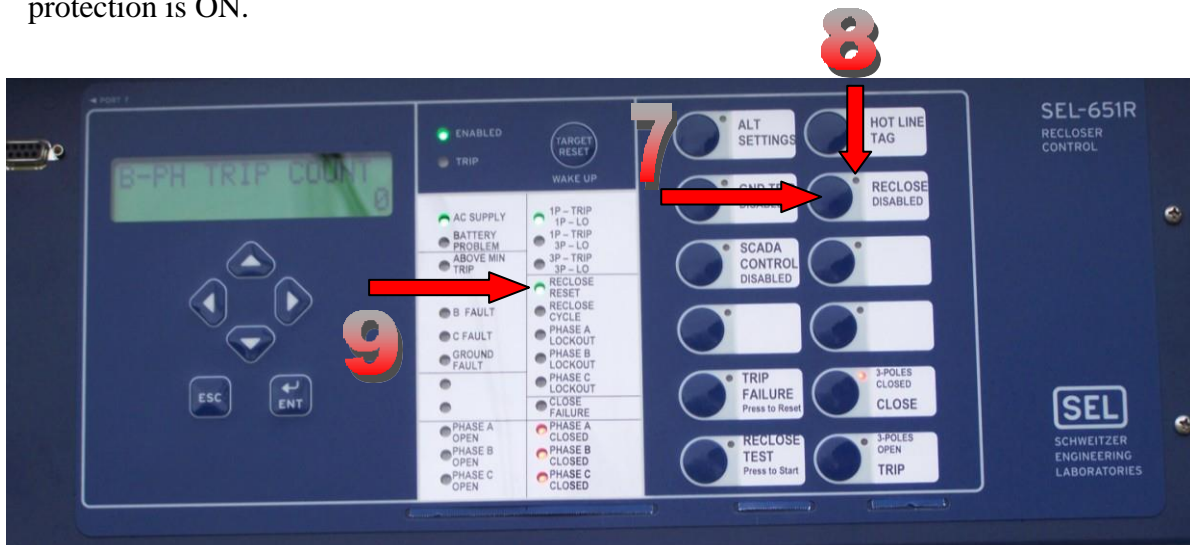 protection is ON.
8
PORT 7
B-PH TRIP COUNT
0
ESC
ENT
ENABLED
TRIP
TARGET
RESET
WAKE UP
AC SUPPLY
BATTERY
PROBLEM
ABOVE MIN
TRIP
B FAULT
C FAULT
GROUND
FAULT
PHASE A
OPEN
PHASE B
OPEN
PHASE C
OPEN
1P – TRIP
1P – LO
1P – TRIP
3P – LO
3P – TRIP
3P – LO
RECLOSE
RESET
RECLOSE
CYCLE
PHASE A
LOCKOUT
PHASE B
LOCKOUT
PHASE C
LOCKOUT
CLOSE
FAILURE
PHASE A
CLOSED
PHASE B
CLOSED
PHASE C
CLOSED
9
7
ALT
SETTINGS
SCADA
CONTROL
DISABLED
TRIP
FAILURE
Press to Reset
RECLOSE
TEST
Press to Start
HOT LINE
TAG
RECLOSE
DISABLED
3-POLES
CLOSED
CLOSE
3-POLES
OPEN
TRIP
SEL-651R
RECLOSER
CONTROL
SEL
SCHWEITZER
ENGINEERING
LABORATORIES